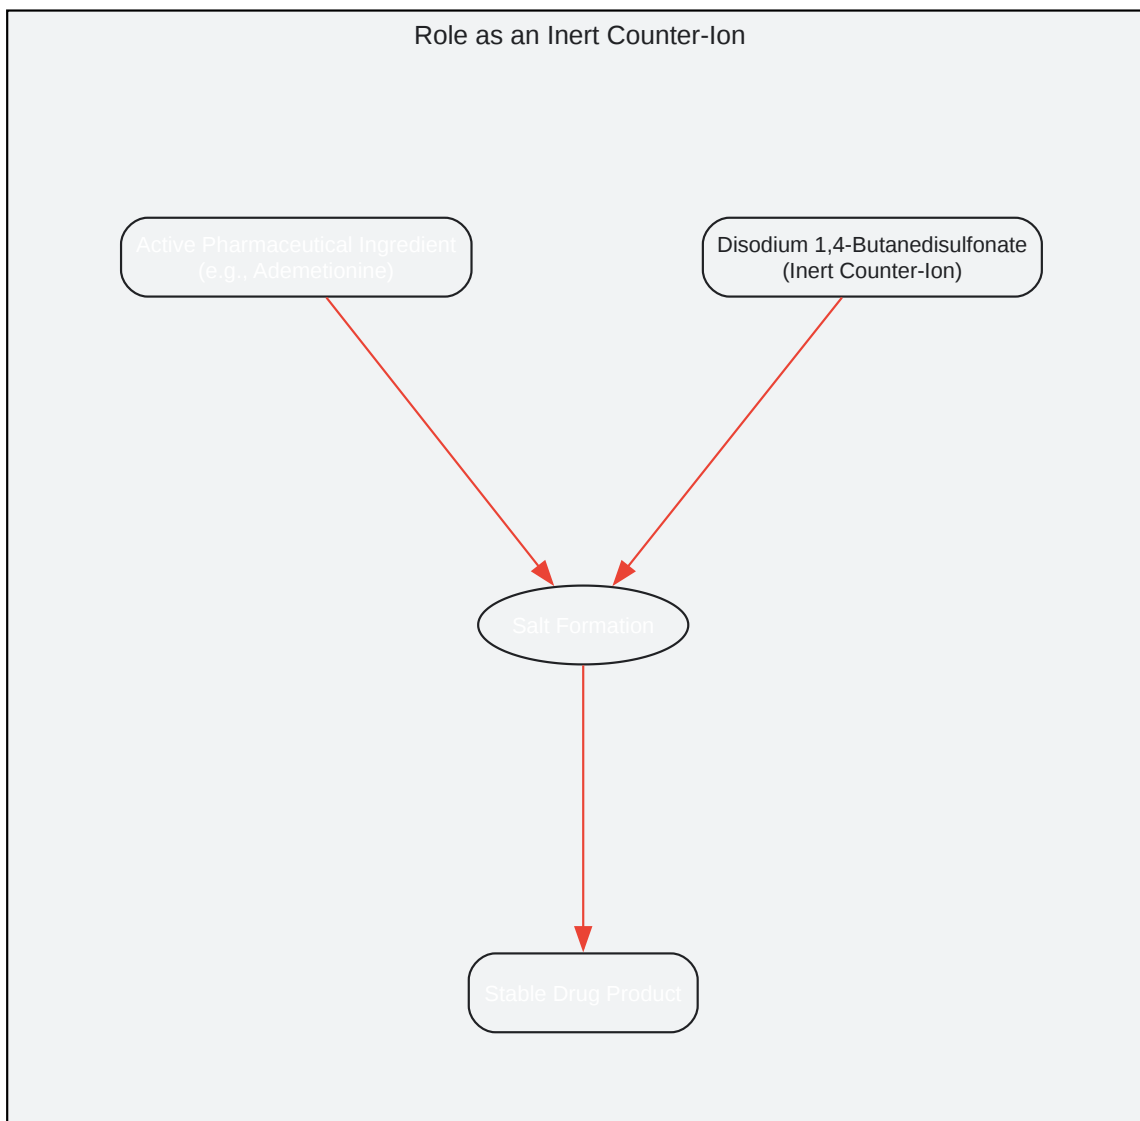 Role as an Inert Counter-Ion
Active Pharmaceutical Ingredient
(e.g., Ademetionine)
Disodium 1,4-Butanedisulfonate
(Inert Counter-Ion)
Salt Formation
Stable Drug Product